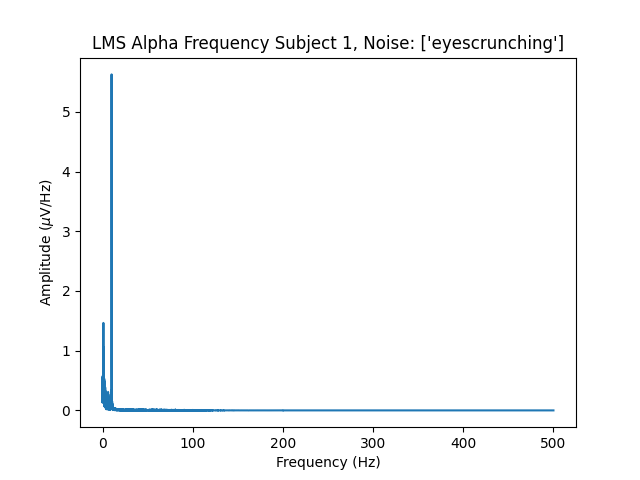 LMS Alpha Frequency Subject 1, Noise: ['eyescrunching']
Amplitude (μV/Hz)
5
4
3
2
1
0
0 100 200 300 400 500
Frequency (Hz)